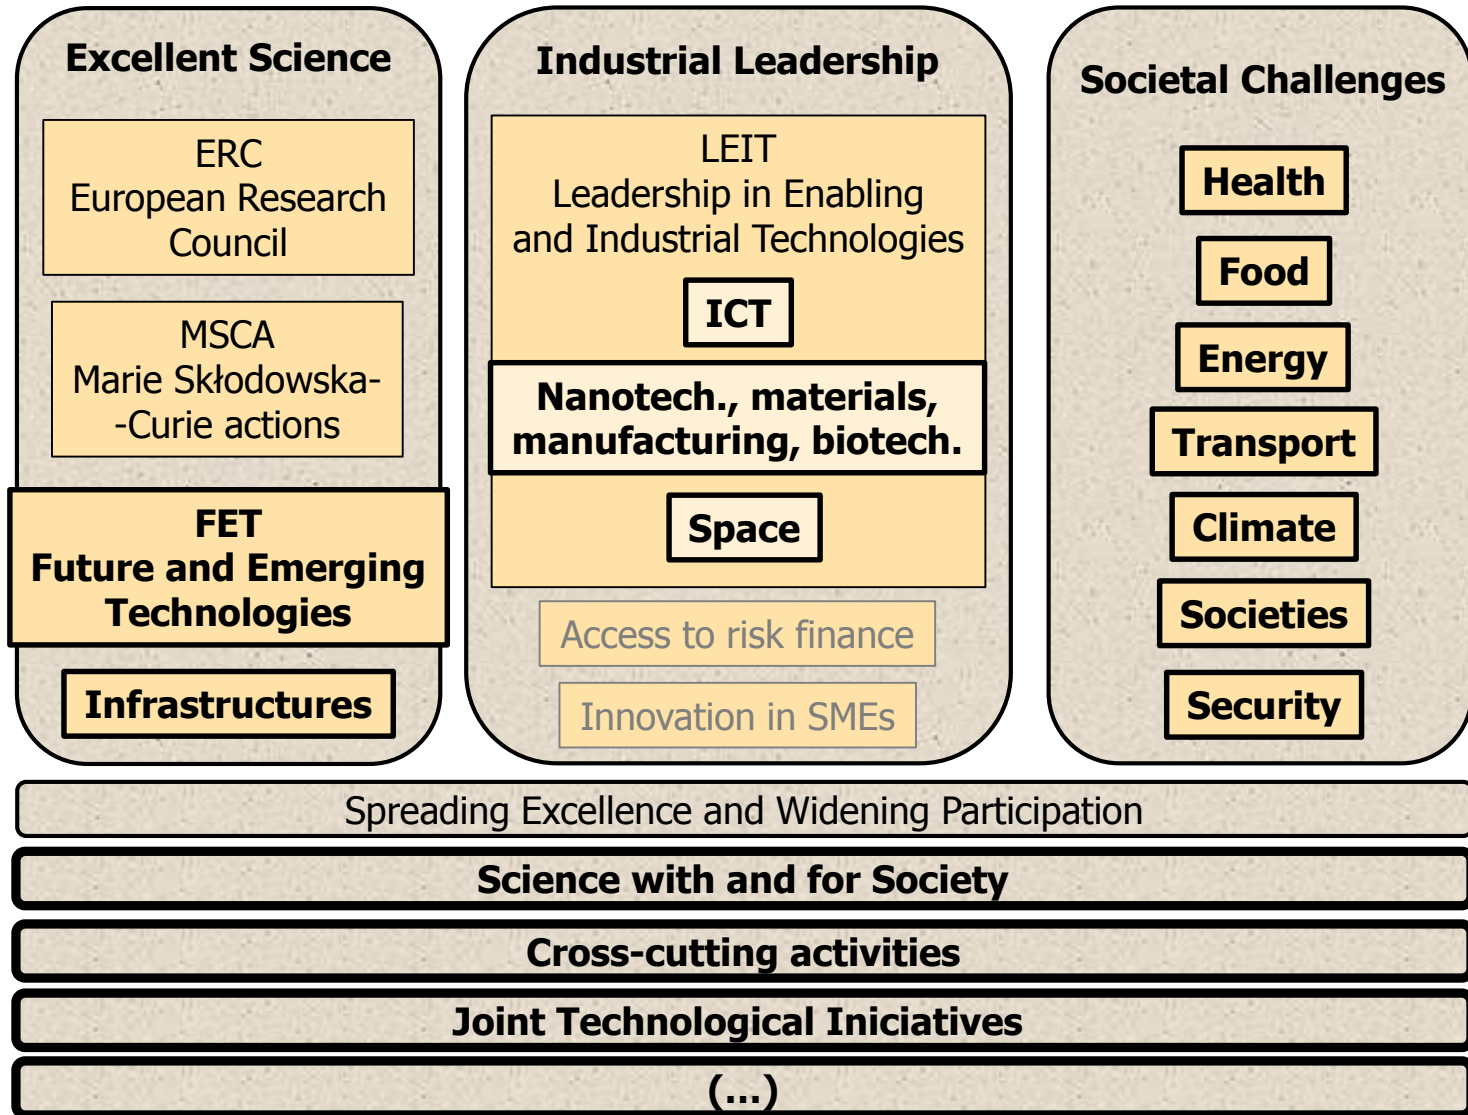 Excellent Science
ERC
European Research
Council
MSCA
Marie Skłodowska-
-Curie actions
FET
Future and Emerging
Technologies
Infrastructures
Industrial Leadership
LEIT
Leadership in Enabling
and Industrial Technologies
ICT
Nanotech., materials,
manufacturing, biotech.
Space
Access to risk finance
Innovation in SMEs
Societal Challenges
Health
Food
Energy
Transport
Climate
Societies
Security
Spreading Excellence and Widening Participation
Science with and for Society
Cross-cutting activities
Joint Technological Iniciatives
(...)